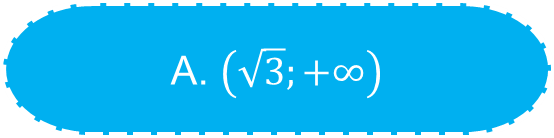 A. (√3; +∞)